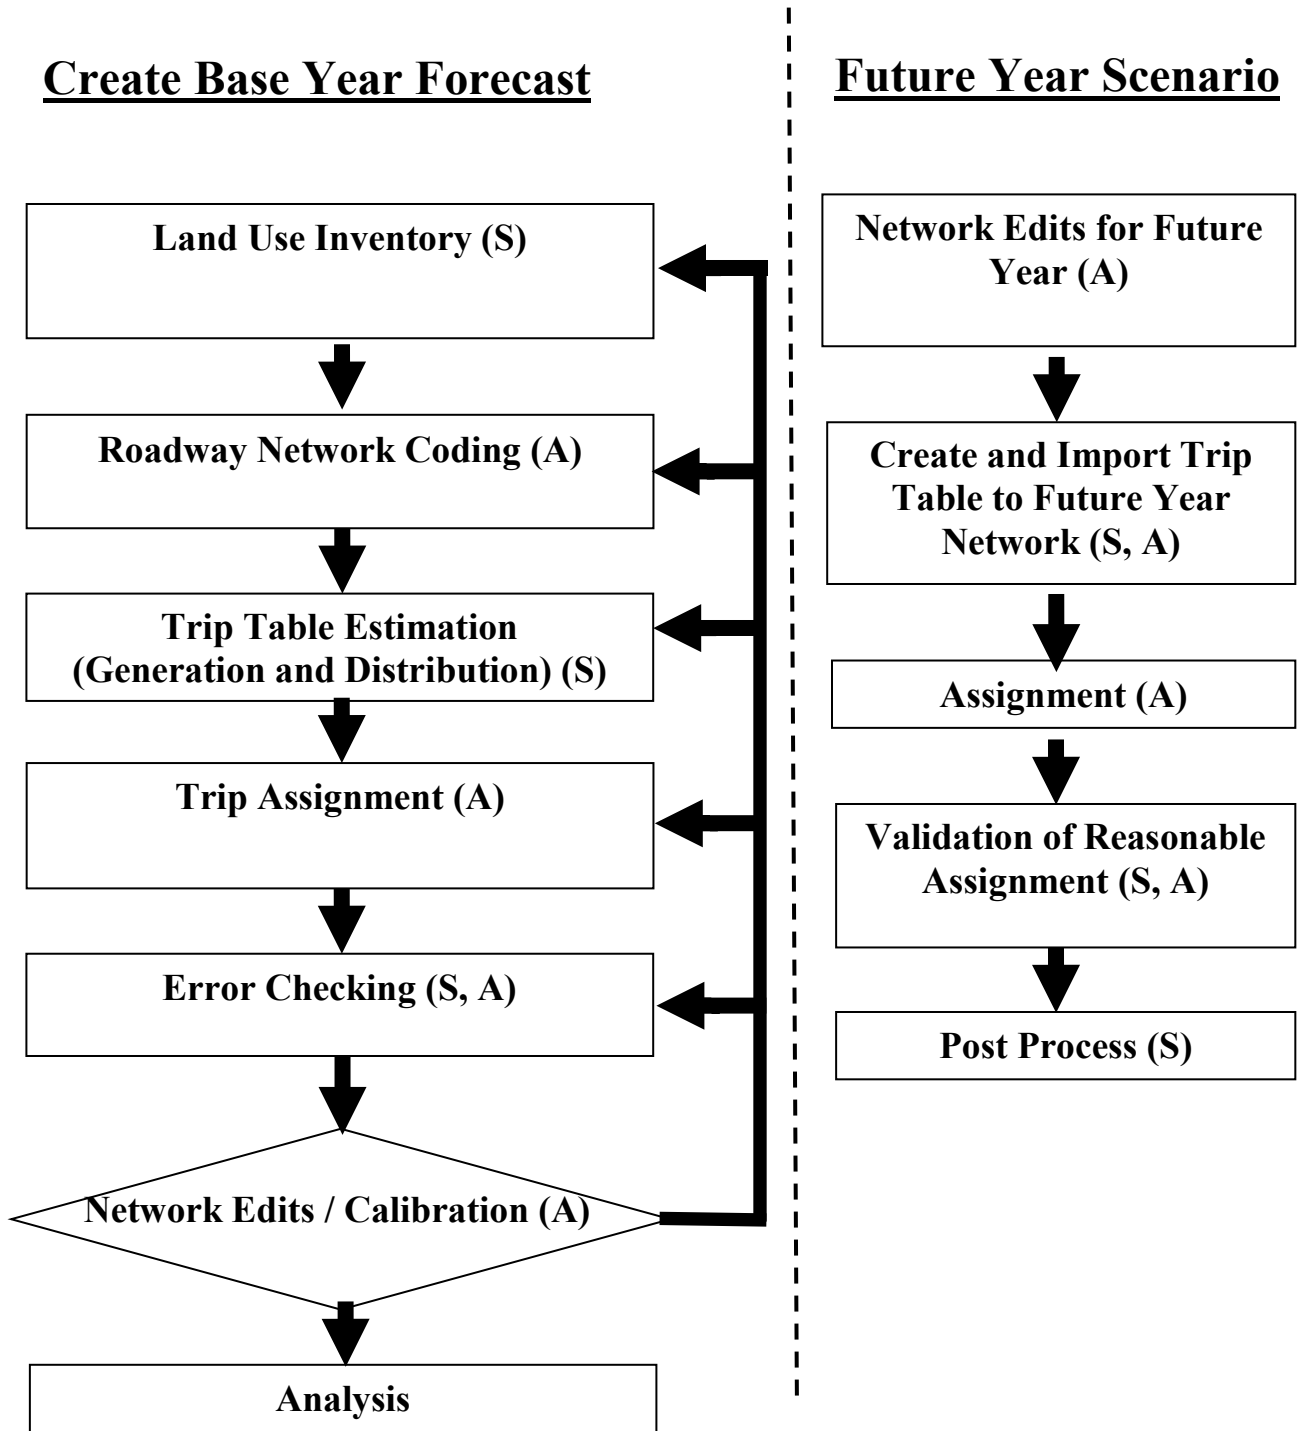 Create Base Year Forecast
Land Use Inventory (S)
Roadway Network Coding (A)
Trip Table Estimation
(Generation and Distribution) (S)
Trip Assignment (A)
Error Checking (S, A)
Network Edits / Calibration (A)
Analysis
Future Year Scenario
Network Edits for Future
Year (A)
Create and Import Trip
Table to Future Year
Network (S, A)
Assignment (A)
Validation of Reasonable
Assignment (S, A)
Post Process (S)